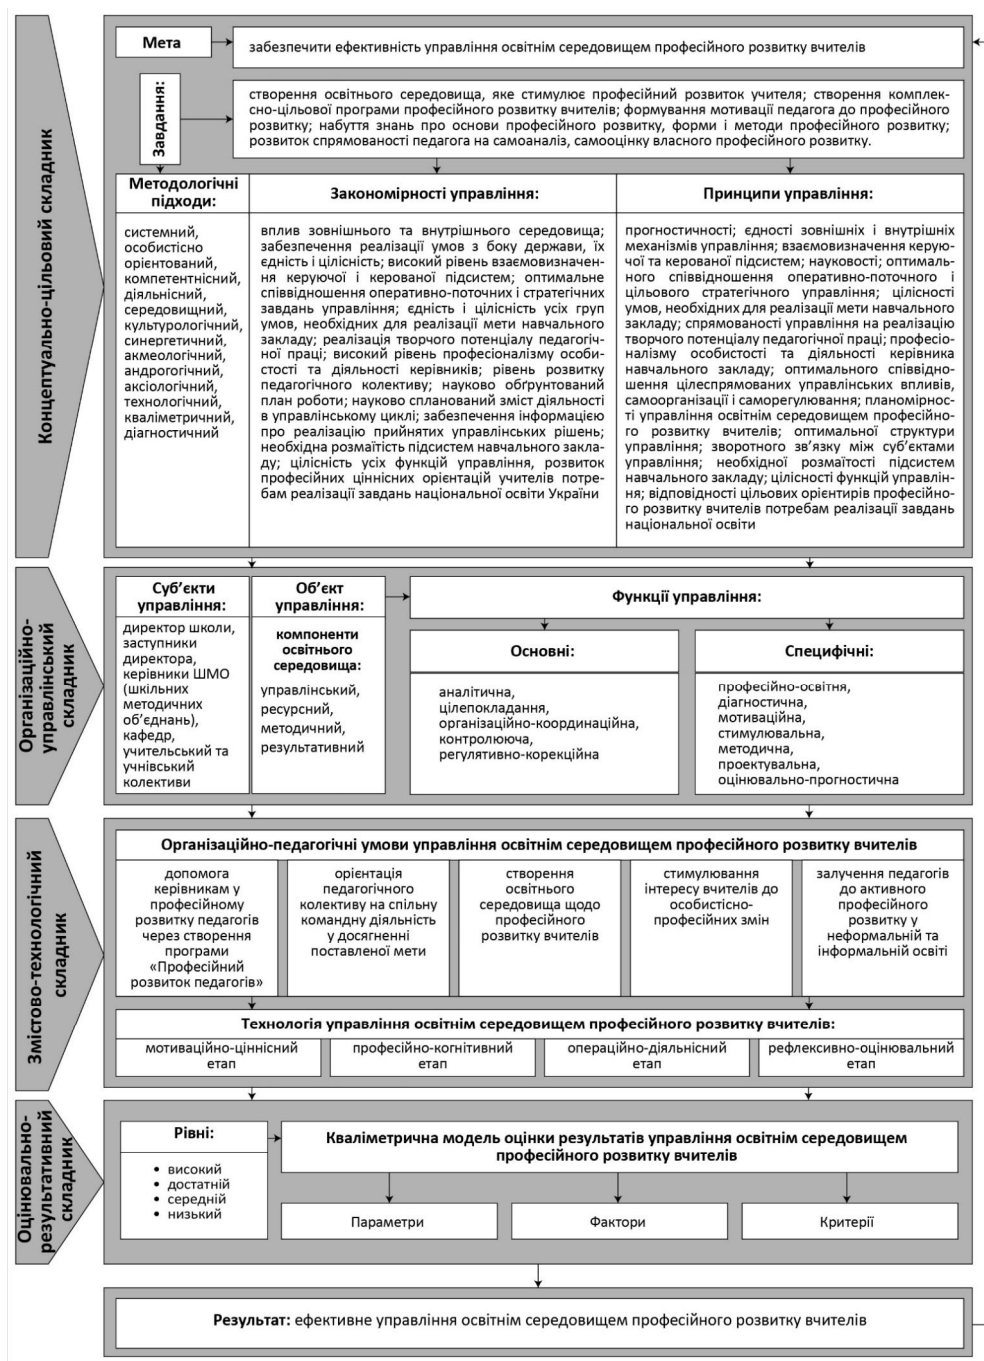 Концептуально-цільовий складник
Мета
забезпечити ефективність управління освітнім середовищем професійного розвитку вчителів
Завдання:
створення освітнього середовища, яке стимулює професійний розвиток учителя; створення комплек-
сно-цільової програми професійного розвитку вчителів; формування мотивації педагога до професійного
розвитку; набуття знань про основи професійного розвитку, форми і методи професійного розвитку;
розвиток спрямованості педагога на самоаналіз, самооцінку власного професійного розвитку.
Методологічні
підходи:
системний,
особистісно
орієнтований,
компетентнісний,
діяльнісний,
середовищний,
культурологічний,
синергетичний,
акмеологічний,
андрогогічний,
аксіологічний,
технологічний,
кваліметричний,
діагностичний
Закономірності управління:
вплив зовнішнього та внутрішнього середовища;
забезпечення реалізації умов з боку держави, їх
єдність і цілісність; високий рівень взаємовизначен-
ня керуючої і керованої підсистем; оптимальне
співвідношення оперативно-поточних і стратегічних
завдань управління; єдність і цілісність усіх груп
умов, необхідних для реалізації мети навчального
закладу; реалізація творчого потенціалу педагогіч-
ної праці; високий рівень професіоналізму особи-
стості та діяльності керівників; рівень розвитку
педагогічного колективу; науково обґрунтований
план роботи; науково спланований зміст діяльності
в управлінському циклі; забезпечення інформацією
про реалізацію прийнятих управлінських рішень;
необхідна розмаїтість підсистем навчального закла-
ду; цілісність усіх функцій управління, розвиток
професійних ціннісних орієнтацій учителів потре-
бам реалізації завдань національної освіти України
Принципи управління:
прогностичності; єдності зовнішніх і внутрішніх
механізмів управління; взаємовизначення керую-
чої та керованої підсистем; науковості; оптималь-
ного співвідношення оперативно-поточного і
цільового стратегічного управління; цілісності
умов, необхідних для реалізації мети навчального
закладу; спрямованості управління на реалізацію
творчого потенціалу педагогічної праці; професіо-
налізму особистості та діяльності керівника
навчального закладу; оптимального співвідно-
шення цілеспрямованих управлінських впливів,
самоорганізації і саморегулювання; планомірно-
сті управління освітнім середовищем професійно-
го розвитку вчителів; оптимальної структури
управління; зворотного зв’язку між суб’єктами
управління; необхідної розмаїтості підсистем
навчального закладу; цілісності функцій управлін-
ня; відповідності цільових орієнтирів професійно-
го розвитку вчителів потребам реалізації завдань
національної освіти
Організаційно-
управлінський
складник
Суб’єкти
управління:
директор школи,
заступники
директора,
керівники ШМО
(шкільних
методичних
об’єднань),
кафедр,
учительський та
учнівський
колективи
Об’єкт
управління:
компоненти
освітнього
середовища:
управлінський,
ресурсний,
методичний,
результативний
Функції управління:
Основні:
аналітична,
цілепокладання,
організаційно-координаційна,
контролююча,
регулятивно-корекційна
Специфічні:
професійно-освітня,
діагностична,
мотиваційна,
стимулювальна,
методична,
проектувальна,
оцінювально-прогностична
Змістово-технологічний
складник
Організаційно-педагогічні умови управління освітнім середовищем професійного розвитку вчителів
допомога
керівникам у
професійному
розвитку педагогів
через створення
програми
«Професійний
розвиток педагогів»
орієнтація
педагогічного
колективу на спільну
командну діяльність
у досягненні
поставленої мети
створення
освітнього
середовища щодо
професійного
розвитку вчителів
стимулювання
інтересу вчителів до
особистісно-
професійних змін
залучення педагогів
до активного
професійного
розвитку у
неформальній та
інформальній освіті
Технологія управління освітнім середовищем професійного розвитку вчителів:
мотиваційно-ціннісний
етап
професійно-когнітивний
етап
операційно-діяльнісний
етап
рефлексивно-оцінювальний
етап
Оцінювально-
результативний
складник
Рівні:
• високий
• достатній
• середній
• низький
Кваліметрична модель оцінки результатів управління освітнім середовищем
професійного розвитку вчителів
Параметри
Фактори
Критерії
Результат: ефективне управління освітнім середовищем професійного розвитку вчителів